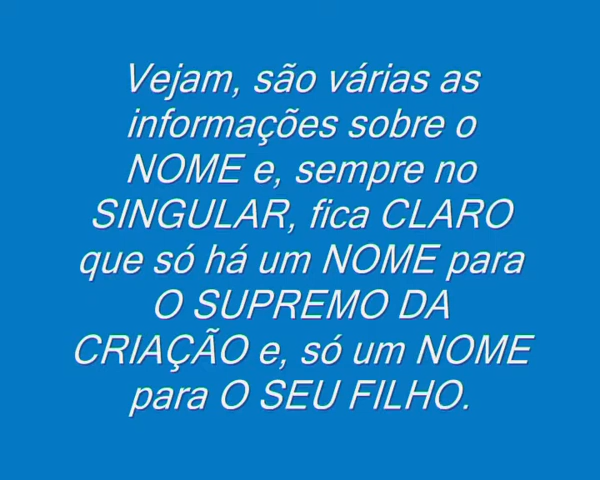 Vejam, são várias as
informações sobre o
NOME e, sempre no
SINGULAR, fica CLARO
que só há um NOME para
O SUPREMO DA
CRIAÇÃO e, só um NOME
para O SEU FILHO.